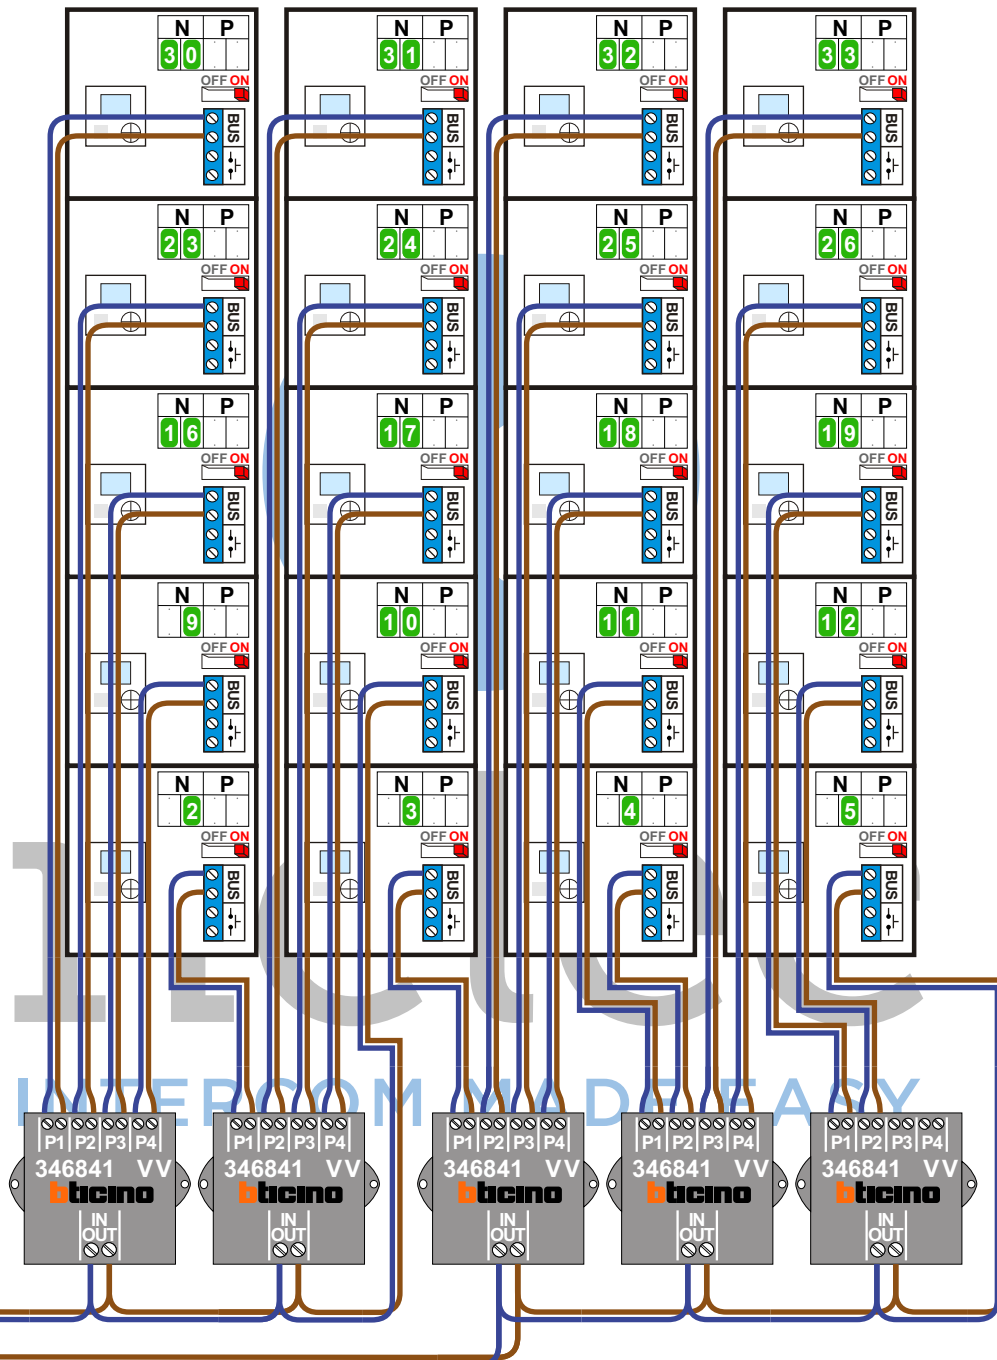 N P N P N P N P
30 31 32 33
OFF ON OFF ON OFF ON OFF ON
BUS BUS BUS BUS
N P N P N P N P
23 24 25 26
OFF ON OFF ON OFF ON OFF ON
BUS BUS BUS BUS
N P N P N P N P
16 17 18 19
OFF ON OFF ON OFF ON OFF ON
BUS BUS BUS BUS
N P N P N P N P
9 10 11 12
OFF ON OFF ON OFF ON OFF ON
BUS BUS BUS BUS
N P N P N P N P
2 3 4 5
OFF ON OFF ON OFF ON OFF ON
BUS BUS BUS BUS
INTERCOM MADE EASY
P1 P2 P3 P4 P1 P2 P3 P4 P1 P2 P3 P4 P1 P2 P3 P4 P1 P2 P3 P4
346841 VV 346841 VV 346841 VV 346841 VV 346841 VV
bticino bticino bticino bticino bticino
IN IN IN IN IN
OUT OUT OUT OUT OUT